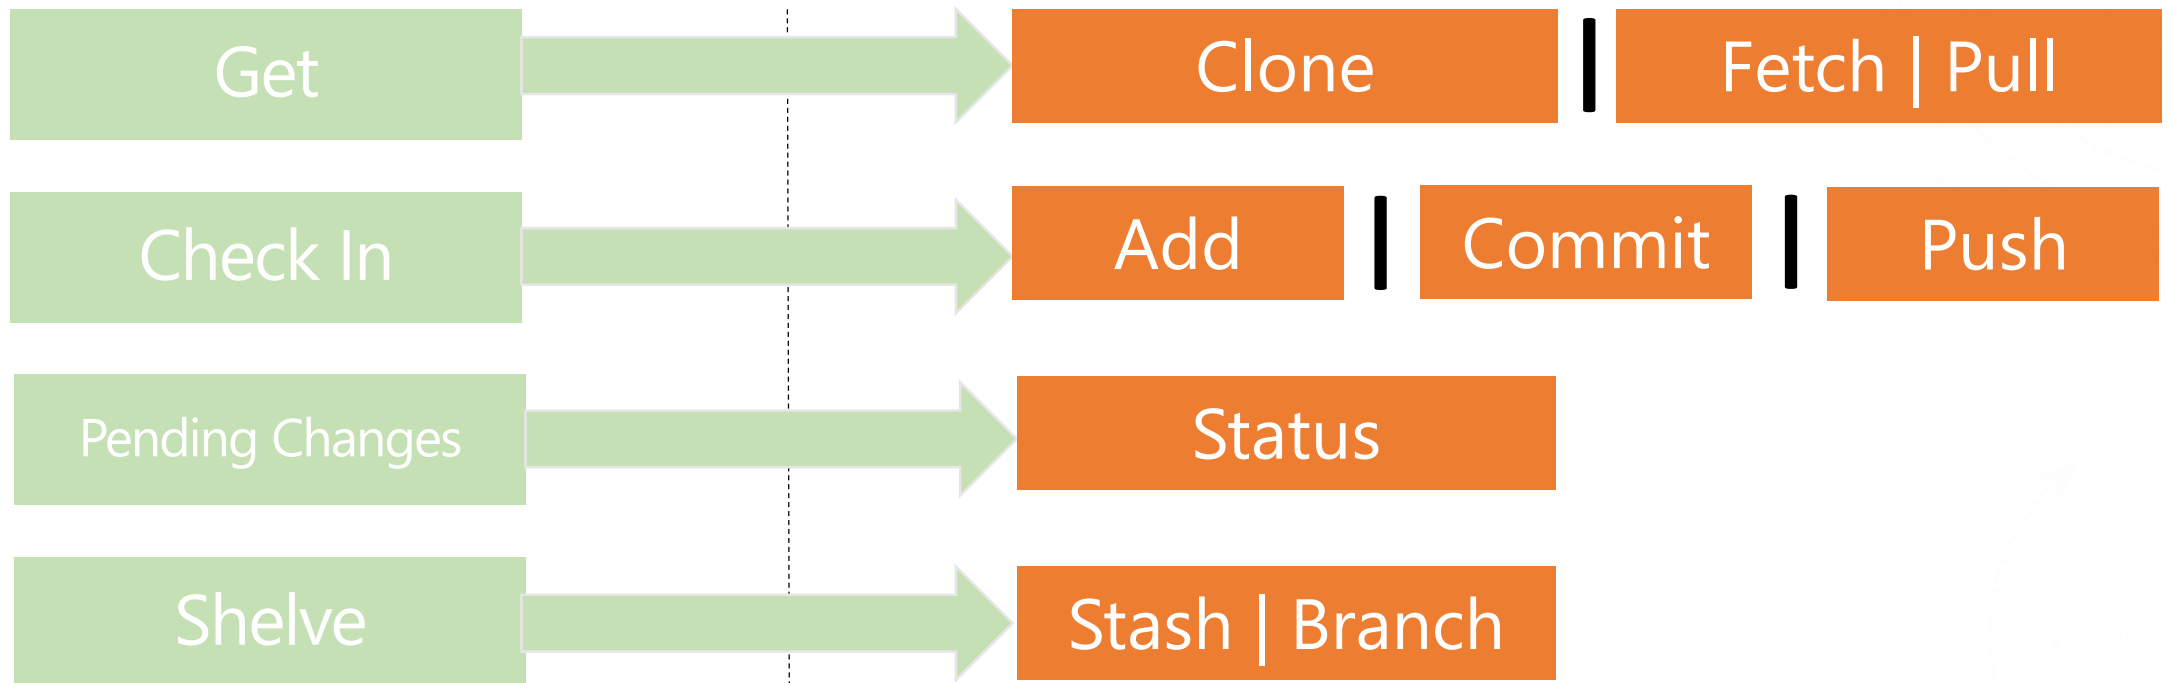 Get
Clone
Fetch | Pull
Check In
Add
Commit
Push
Pending Changes
Status
Shelve
Stash | Branch